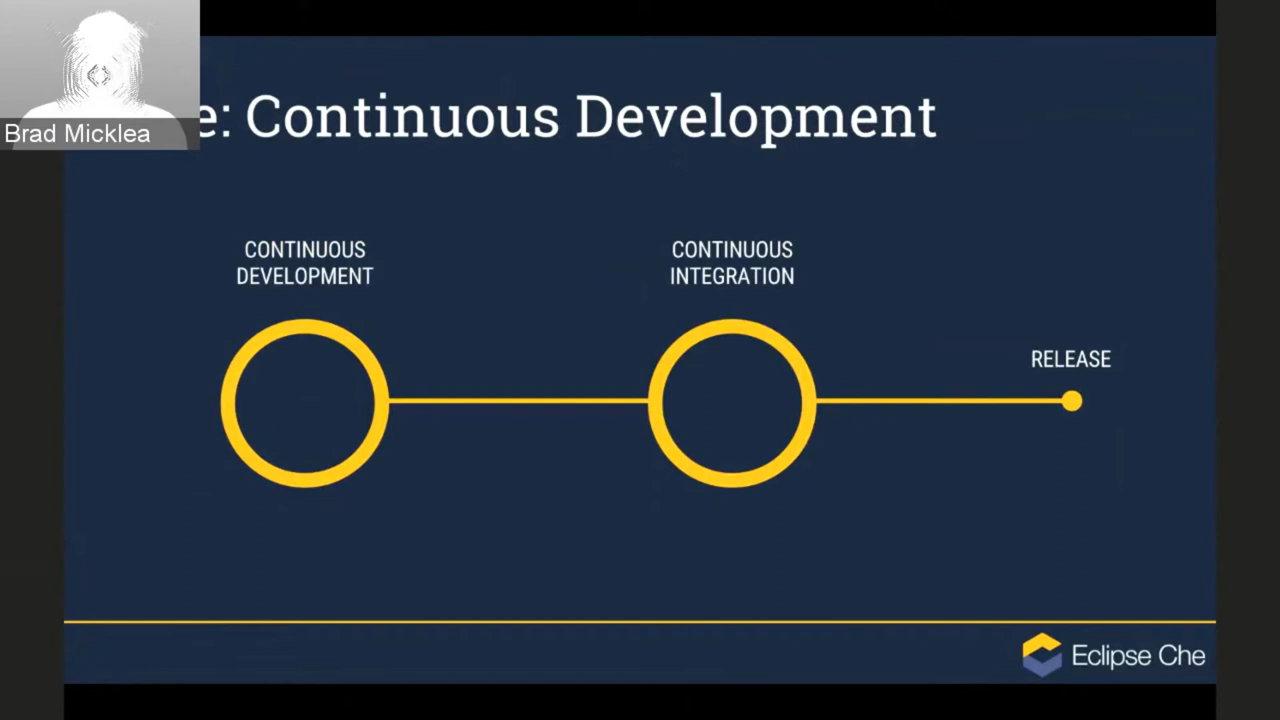 Brad Micklea
e: Continuous Development
CONTINUOUS
DEVELOPMENT
CONTINUOUS
INTEGRATION
RELEASE
Eclipse Che